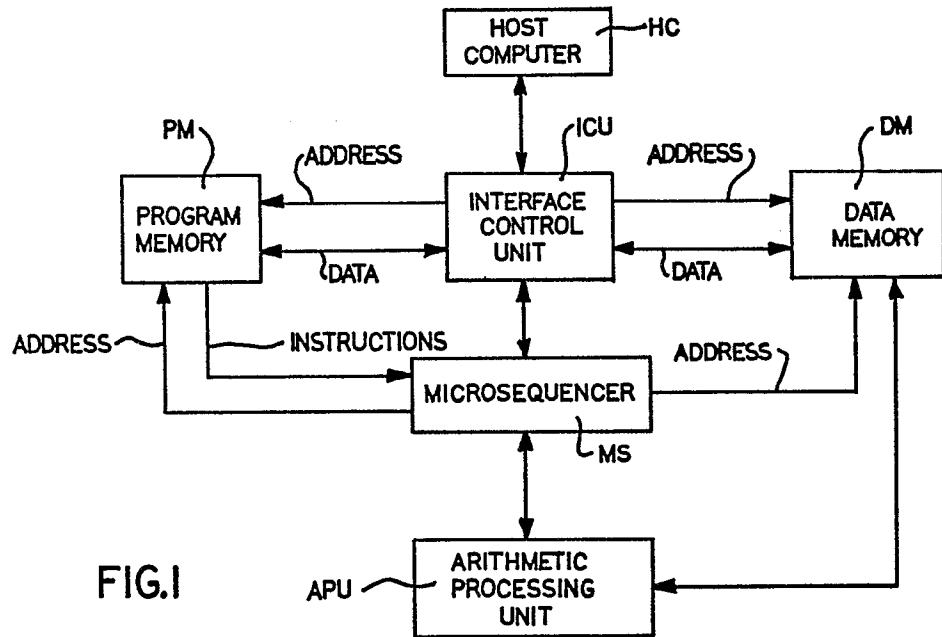 HOST
COMPUTER
HC
PM
ICU
DM
ADDRESS
ADDRESS
PROGRAM
MEMORY
INTERFACE
CONTROL
UNIT
DATA
MEMORY
DATA
DATA
ADDRESS
INSTRUCTIONS
ADDRESS
MICROSEQUENCER
MS
FIG.1
APU
ARITHMETIC
PROCESSING
UNIT